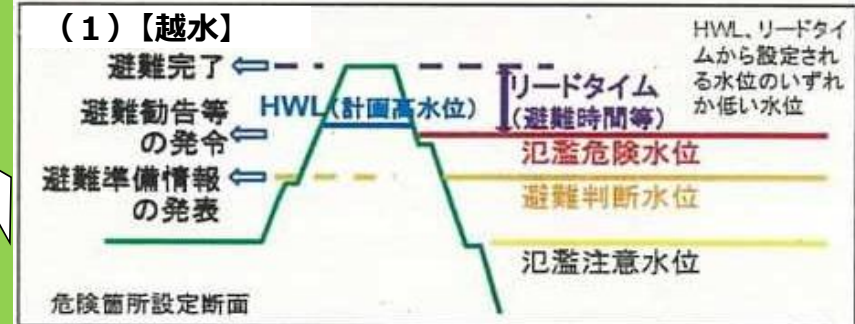 （1）【越水】
避難完了
避難勧告等
の発令
避難準備情報
の発表
HWL(計画高水位)
リードタイム
(避難時間等)
HWL、リードタイ
ムから設定され
る水位のいずれ
か低い水位
氾濫危険水位
避難判断水位
氾濫注意水位
危険箇所設定断面